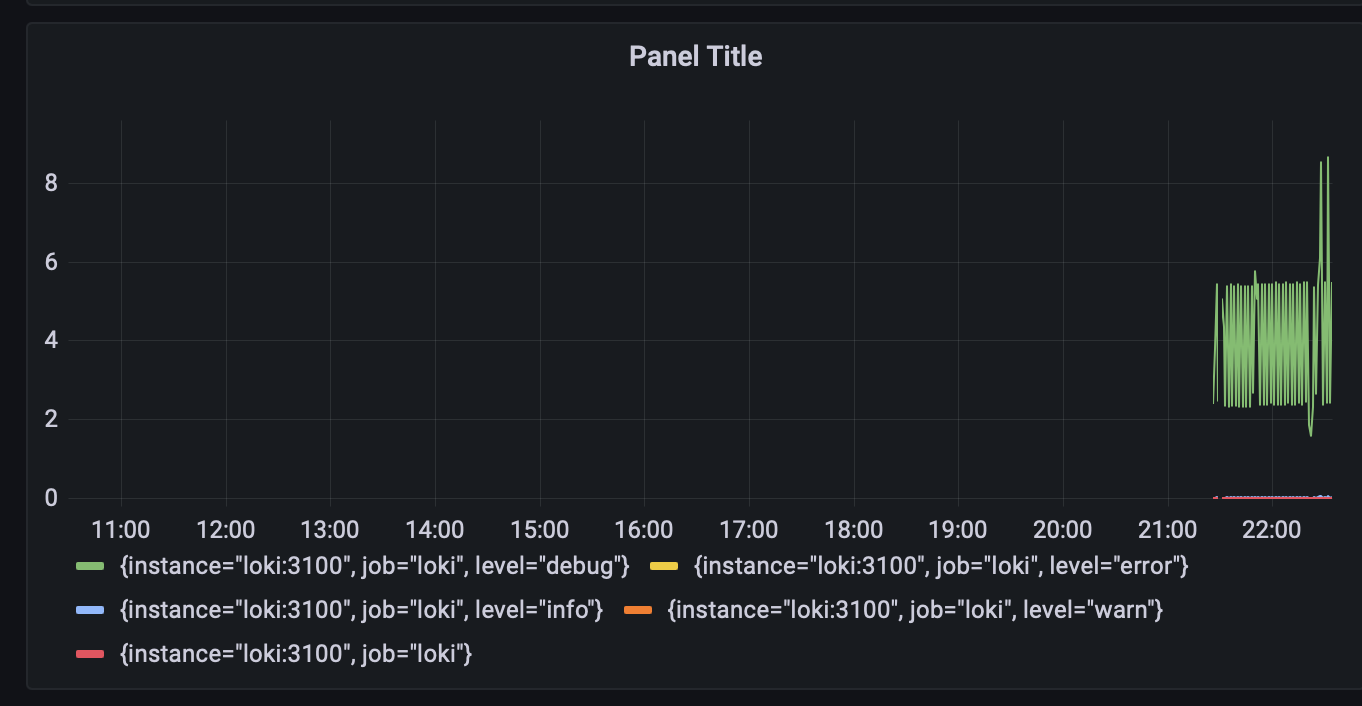 Panel Title
8
6
4
2
0
11:00 12:00 13:00 14:00 15:00 16:00 17:00 18:00 19:00 20:00 21:00 22:00
{instance="loki:3100", job="loki", level="debug"} {instance="loki:3100", job="loki", level="error"}
{instance="loki:3100", job="loki", level="info"} {instance="loki:3100", job="loki", level="warn"}
{instance="loki:3100", job="loki"}